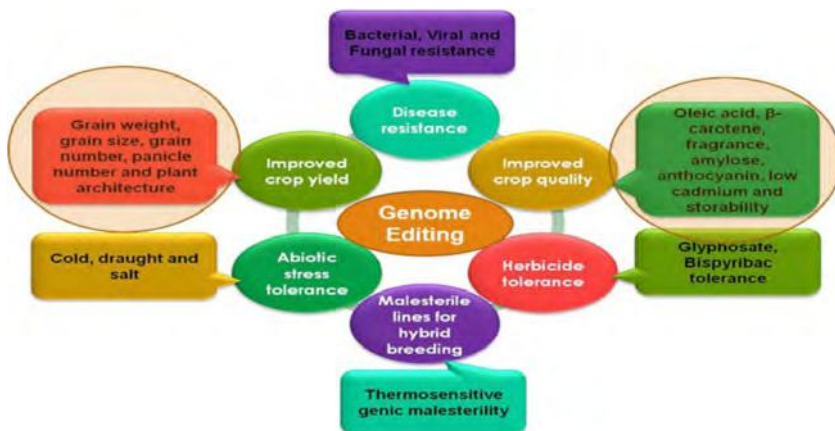 Bacterial, Viral and
Fungal resistance
Disease
resistance
Grain weight,
grain size, grain
number, panicle
number and plant
architecture
Improved
crop yield
Improved
crop quality
Oleic acid, β-
carotene,
fragrance,
amylose,
anthocyanin, low
cadmium and
storability
Genome
Editing
Cold, draught and
salt
Abiotic
stress
tolerance
Herbicide
tolerance
Glyphosate,
Bispyribac
tolerance
Malesterile
lines for
hybrid
breeding
Thermosensitive
genic malesterility